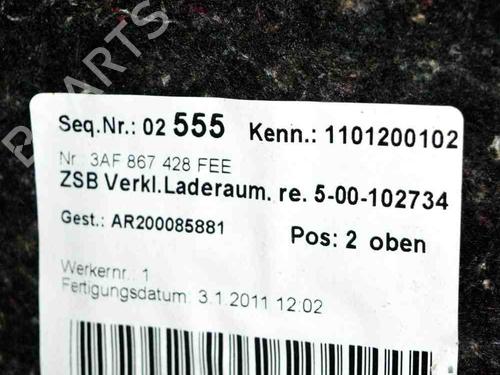 B PARTS
Seq.Nr.: 02 555 Kenn.: 1101200102
Nr.: 3AF 867 428 FEE
ZSB Verkl.Laderaum. re. 5-00-102734
Gest.: AR200085881 Pos: 2 oben
Werkernr.: 1
Fertigungsdatum: 3.1.2011 12:02